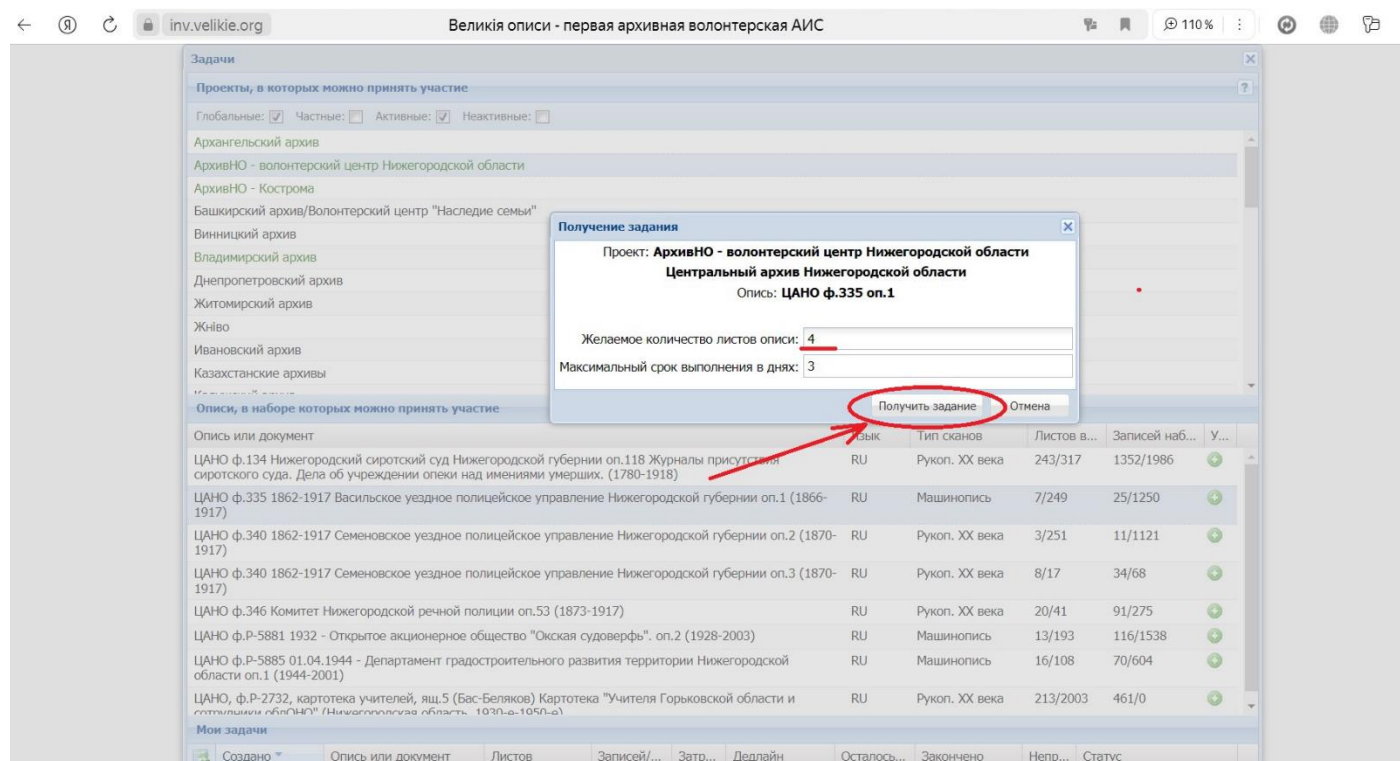 inv.velikie.org Великія описи - первая архивная волонтерская АИС 110 %
Задачи
Проекты, в которых можно принять участие
Глобальные: Частные: Активные: Неактивные:
Архангельский архив
АрхивНО - волонтерский центр Нижегородской области
АрхивНО - Кострома
Башкирский архив/Волонтерский центр "Наследие семьи"
Винницкий архив
Владимирский архив
Днепропетровский архив
Житомирский архив
Жніво
Ивановский архив
Казахстанские архивы
Получение задания
Проект: АрхивНО - волонтерский центр Нижегородской области
Центральный архив Нижегородской области
Опись: ЦАНО ф.335 оп.1
Желаемое количество листов описи: 4
Максимальный срок выполнения в днях: 3
Получить задание Отмена
Описи, в наборе которых можно принять участие
Опись или документ Язык Тип сканов Листов в... Записей наб... У...
ЦАНО ф.134 Нижегородский сиротский суд Нижегородской губернии оп.118 Журналы присутствия RU Рукоп. XX века 243/317 1352/1986
сиротского суда. Дела об учреждении опеки над имениями умерших. (1780-1918)
ЦАНО ф.335 1862-1917 Васильское уездное полицейское управление Нижегородской губернии оп.1 (1866- RU Машинопись 7/249 25/1250
1917)
ЦАНО ф.340 1862-1917 Семеновское уездное полицейское управление Нижегородской губернии оп.2 (1870- RU Рукоп. XX века 3/251 11/1121
1917)
ЦАНО ф.340 1862-1917 Семеновское уездное полицейское управление Нижегородской губернии оп.3 (1870- RU Рукоп. XX века 8/17 34/68
1917)
ЦАНО ф.346 Комитет Нижегородской речной полиции оп.53 (1873-1917) RU Рукоп. XX века 20/41 91/275
ЦАНО ф.Р-5881 1932 - Открытое акционерное общество "Окская судоверфь". оп.2 (1928-2003) RU Машинопись 13/193 116/1538
ЦАНО ф.Р-5885 01.04.1944 - Департамент градостроительного развития территории Нижегородской RU Машинопись 16/108 70/604
области оп.1 (1944-2001)
ЦАНО, ф.Р-2732, картотека учителей, ящ.5 (Бас-Беляков) Картотека "Учителя Горьковской области и RU Рукоп. XX века 213/2003 461/0
сотрудники облОНО" (Нижегородская область, 1930-е-1950-е)
Мои задачи
Создано Опись или документ Листов Записей/... Затр... Дедлайн Осталось... Закончено Непр... Статус